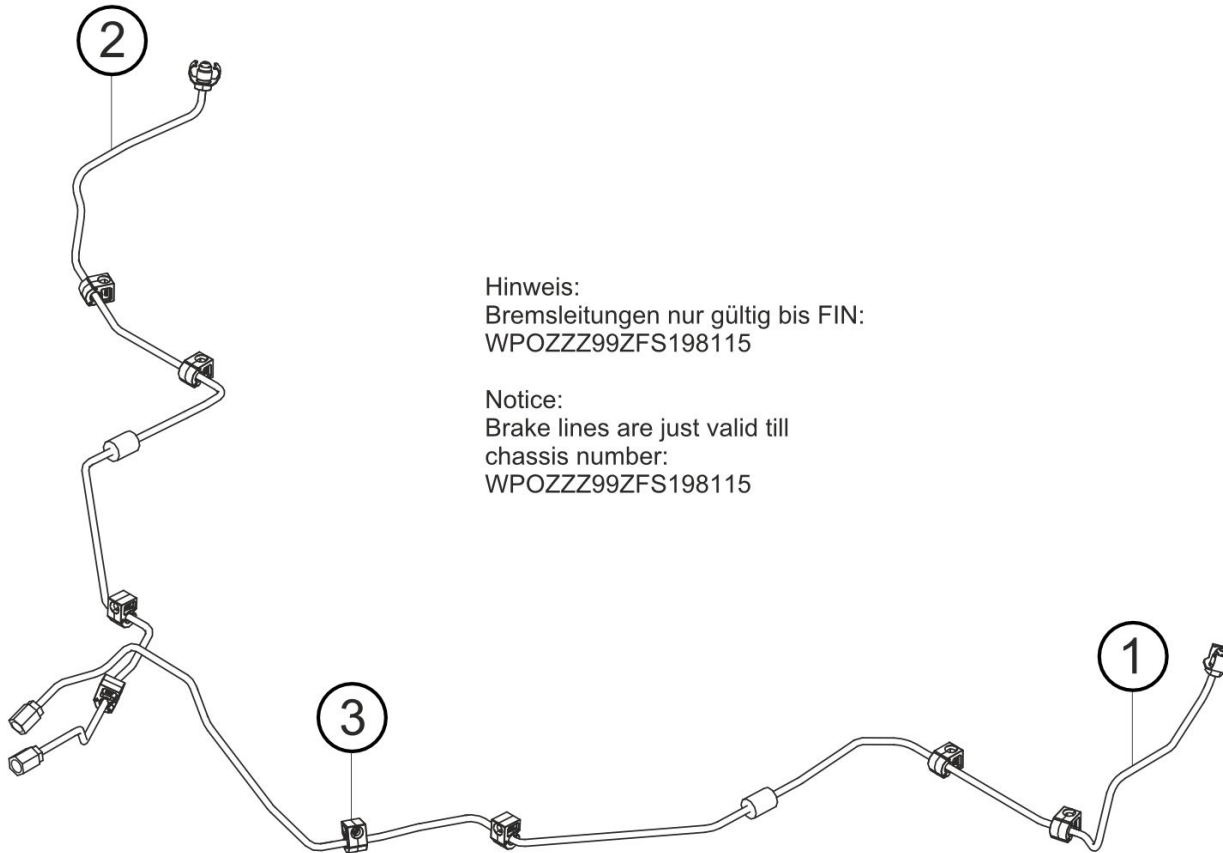 2
Hinweis:
Bremsleitungen nur gültig bis FIN:
WPOZZZ99ZFS198115
Notice:
Brake lines are just valid till
chassis number:
WPOZZZ99ZFS198115
1
3